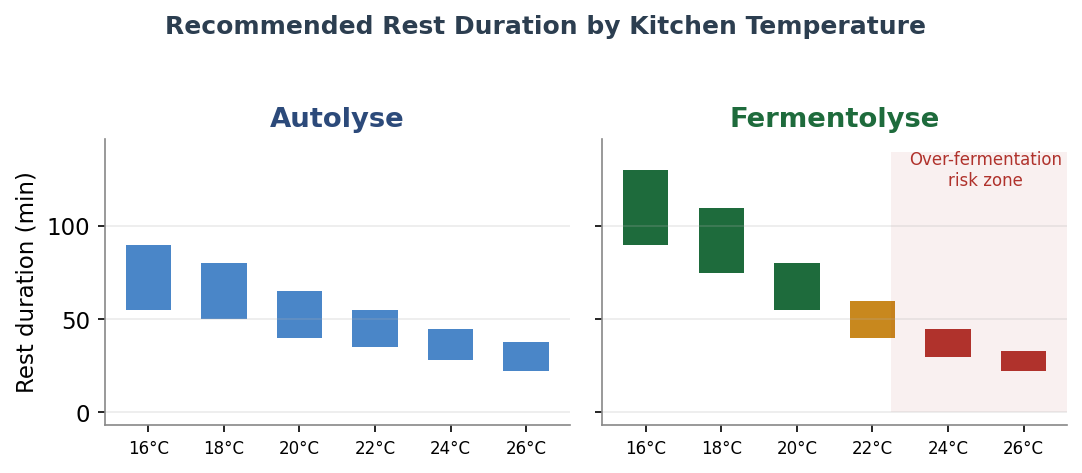 Recommended Rest Duration by Kitchen Temperature
Autolyse
Fermentolyse
Rest duration (min)
100
50
0
16°C 18°C 20°C 22°C 24°C 26°C
Over-fermentation
risk zone
16°C 18°C 20°C 22°C 24°C 26°C